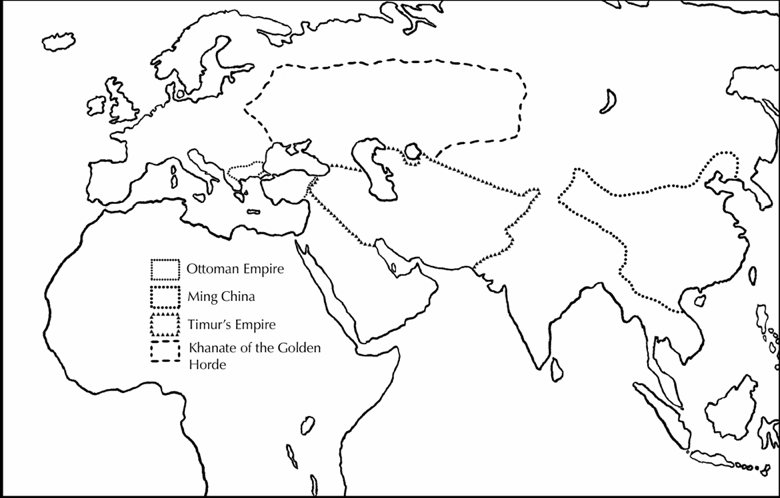 Ottoman Empire
Ming China
Timur's Empire
Khanate of the Golden
Horde